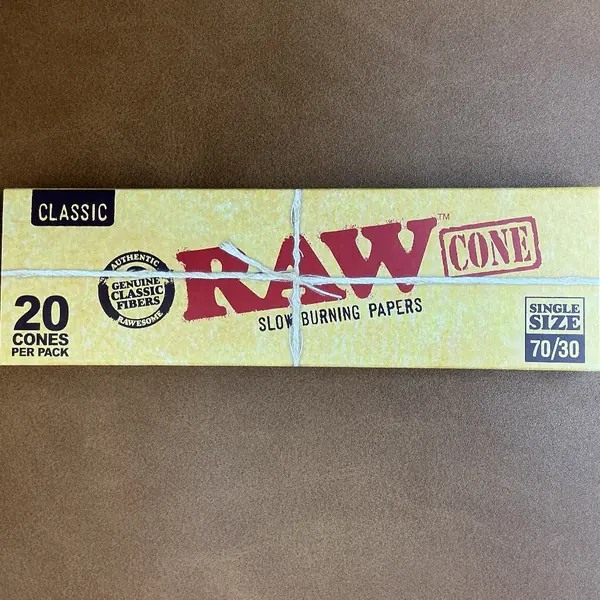 CLASSIC
AUTHENTIC
GENUINE
CLASSIC
FIBERS
RAWESOME
RAW™
CONE
SLOW BURNING PAPERS
20
CONES
PER PACK
SINGLE
SIZE
70/30